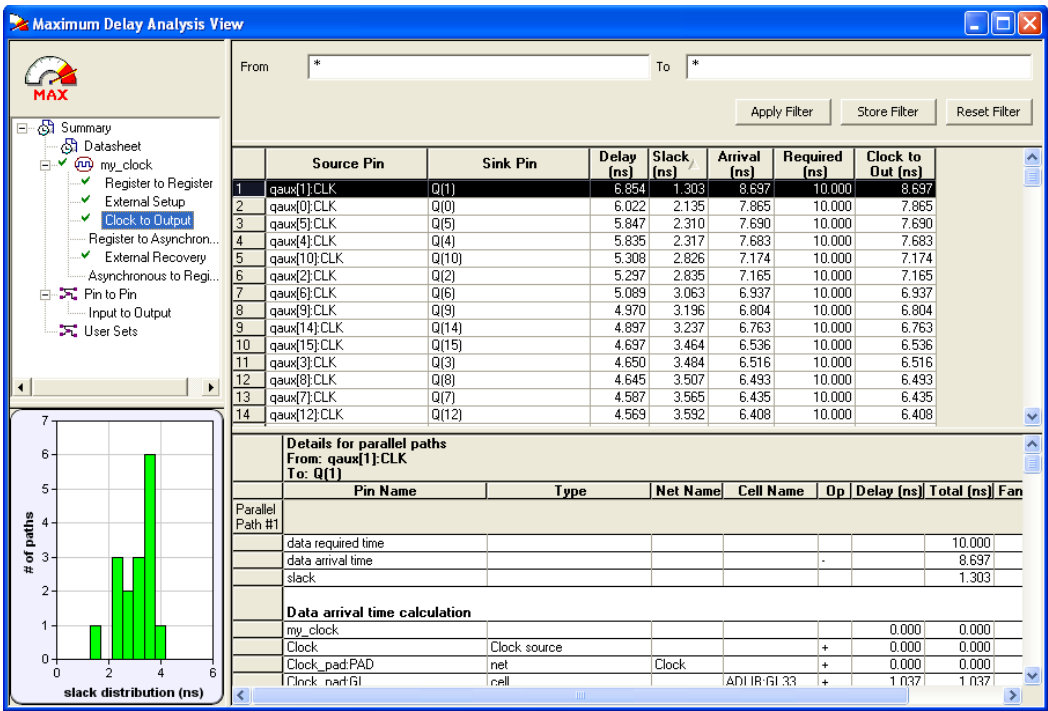 Maximum Delay Analysis View
MAX
Summary
Datasheet
my_clock
Register to Register
External Setup
Clock to Output
Register to Asynchron...
External Recovery
Asynchronous to Regi...
Pin to Pin
Input to Output
User Sets
From * To *
Apply Filter Store Filter Reset Filter
Source Pin Sink Pin Delay (ns) Slack (ns) Arrival (ns) Required (ns) Clock to Out (ns)
1 qaux[1]:CLK Q(1) 6.854 1.303 8.697 10.000 8.697
2 qaux[0]:CLK Q(0) 6.022 2.135 7.865 10.000 7.865
3 qaux[5]:CLK Q(5) 5.847 2.310 7.690 10.000 7.690
4 qaux[4]:CLK Q(4) 5.835 2.317 7.683 10.000 7.683
5 qaux[10]:CLK Q(10) 5.308 2.826 7.174 10.000 7.174
6 qaux[2]:CLK Q(2) 5.297 2.835 7.165 10.000 7.165
7 qaux[6]:CLK Q(6) 5.089 3.063 6.937 10.000 6.937
8 qaux[9]:CLK Q(9) 4.970 3.196 6.804 10.000 6.804
9 qaux[14]:CLK Q(14) 4.897 3.237 6.763 10.000 6.763
10 qaux[15]:CLK Q(15) 4.697 3.464 6.536 10.000 6.536
11 qaux[3]:CLK Q(3) 4.650 3.484 6.516 10.000 6.516
12 qaux[8]:CLK Q(8) 4.645 3.507 6.493 10.000 6.493
13 qaux[7]:CLK Q(7) 4.587 3.565 6.435 10.000 6.435
14 qaux[12]:CLK Q(12) 4.569 3.592 6.408 10.000 6.408
7
6
5
4
3
2
1
0
# of paths
0 2 4 6
slack distribution (ns)
Details for parallel paths
From: qaux[1]:CLK
To: Q(1)
Pin Name Type Net Name Cell Name Op Delay (ns) Total (ns) Fan
Parallel
Path #1
data required time 10.000
data arrival time - 8.697
slack 1.303
Data arrival time calculation
my_clock 0.000 0.000
Clock Clock source + 0.000 0.000
Clock_pad:PAD net Clock + 0.000 0.000
Clock_pad:GL cell ADLIB:GL33 + 1.037 1.037